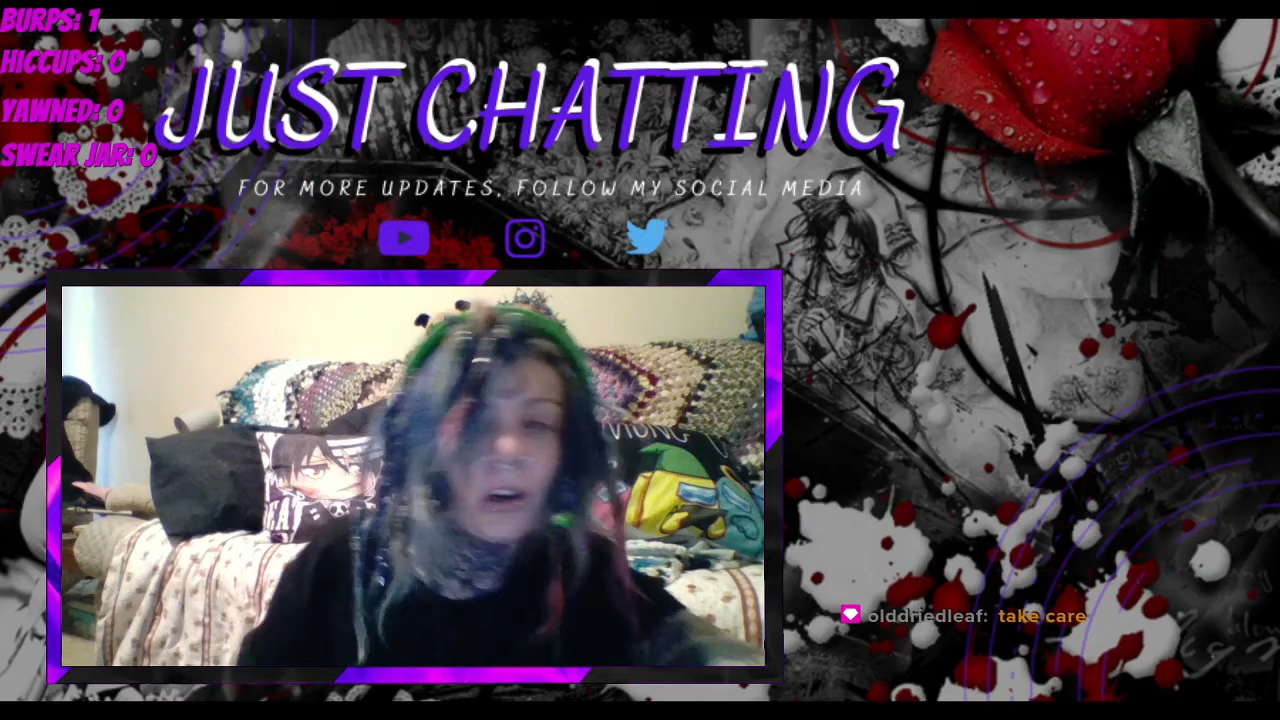 BURPS: 1
HICCUPS: 0
YAWNED: 0
SWEAR JAR: 0
JUST CHATTING
FOR MORE UPDATES, FOLLOW MY SOCIAL MEDIA
olddriedleaf: take care